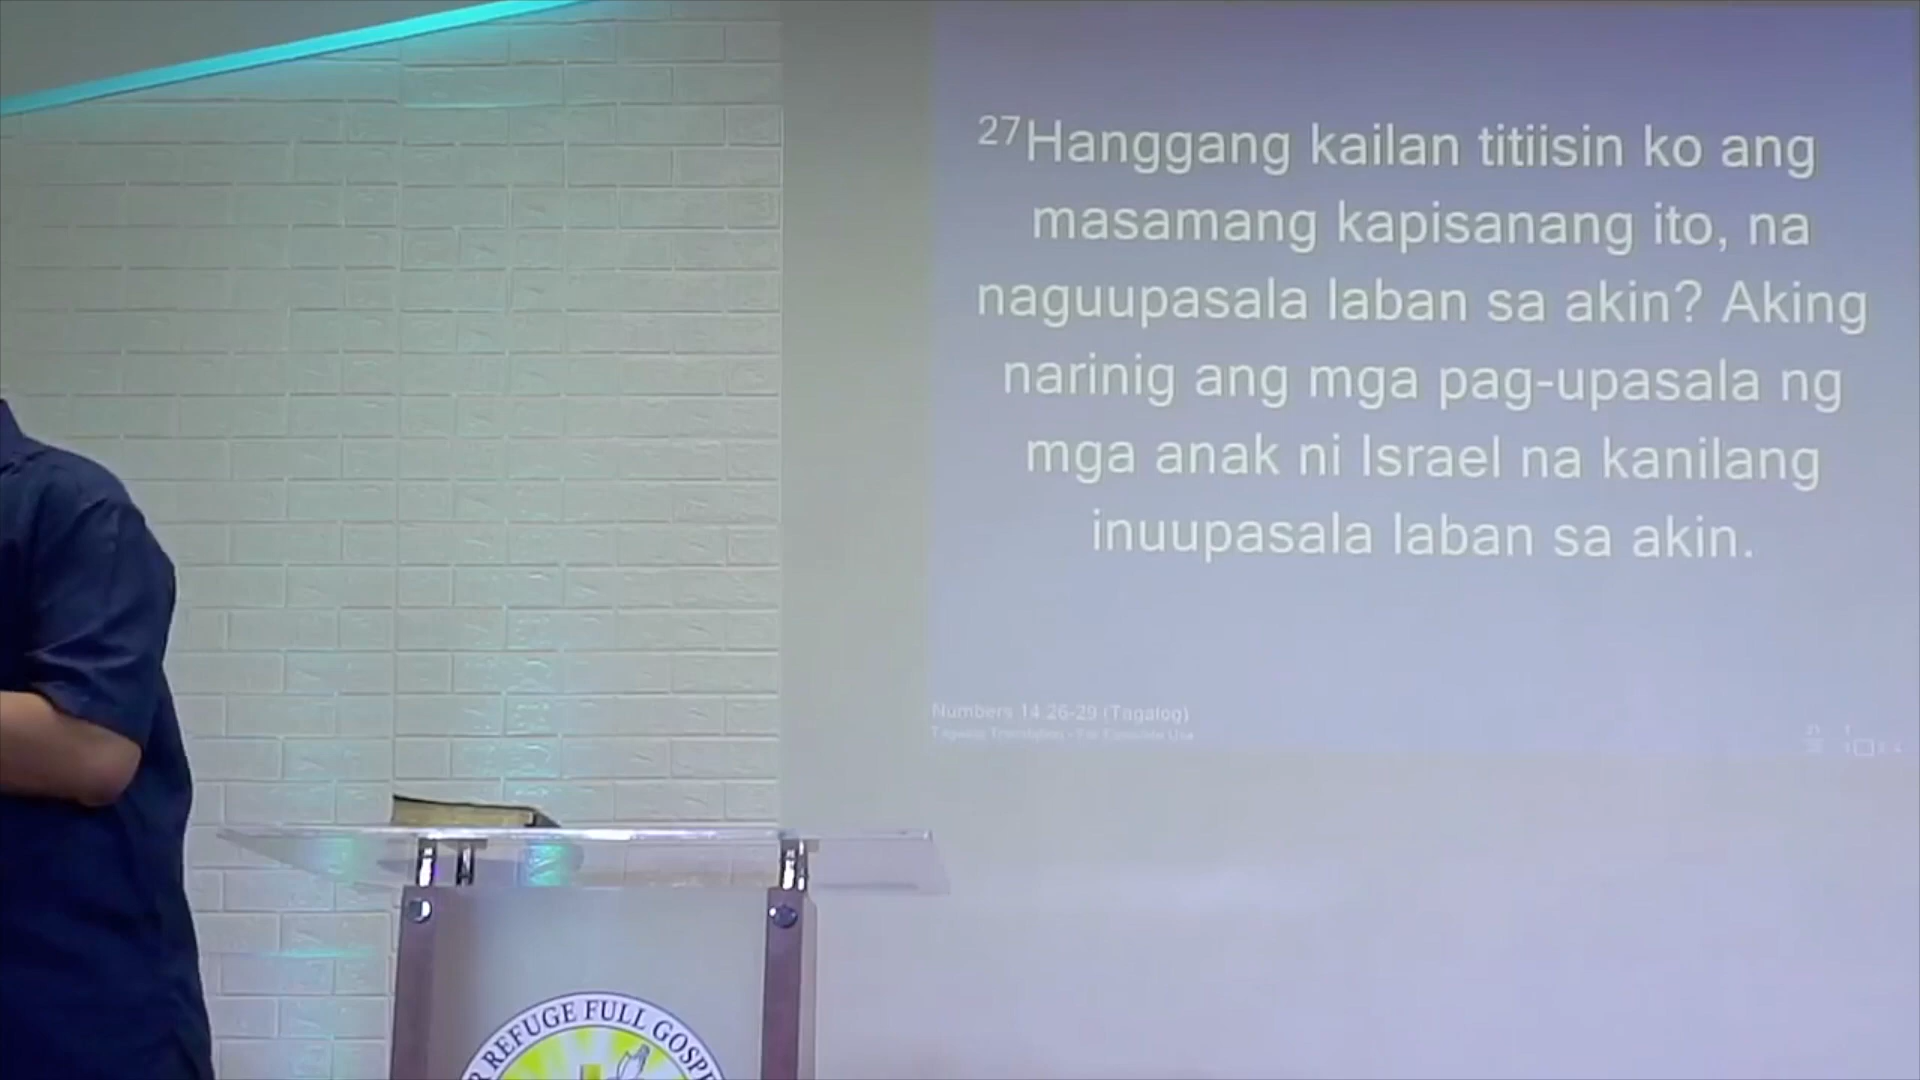 27Hanggang kailan titiisin ko ang
masamang kapisanang ito, na
naguupasala laban sa akin? Aking
narinig ang mga pag-upasala ng
mga anak ni Israel na kanilang
inuupasala laban sa akin.
Numbers 14:26-29 (Tagalog)
REFUGE FULL GOSPE